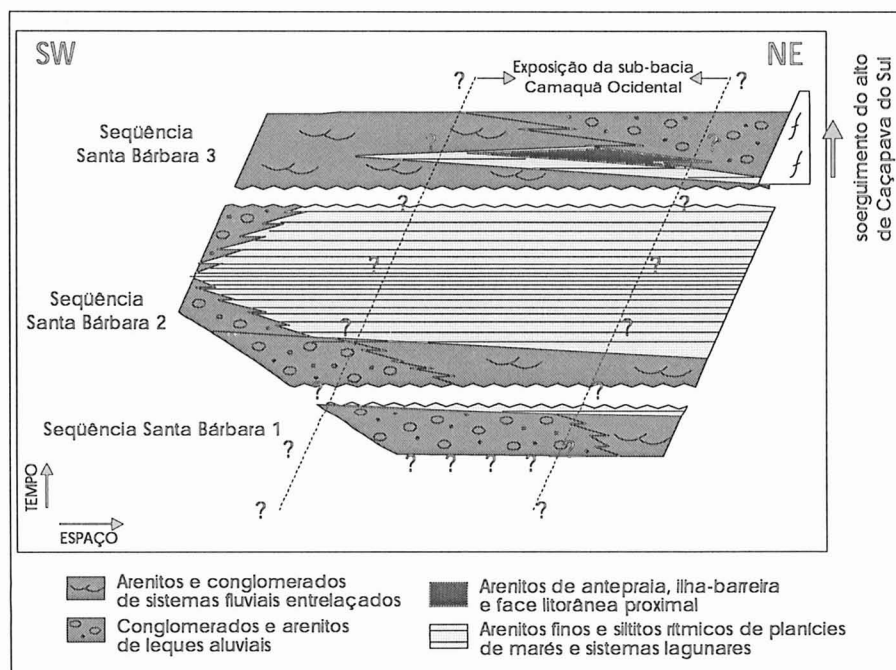 SW
NE
?
Exposição da sub-bacia
Camaquã Ocidental
?
Seqüência
Santa Bárbara 3
?
?
f
f
soerguimento do alto
de Caçapava do Sul
?
?
?
?
Seqüência
Santa Bárbara 2
?
?
?
?
Seqüência Santa Bárbara 1
?
?
? ? ? ? ?
?
?
TEMPO
ESPAÇO
Arenitos e conglomerados
de sistemas fluviais entrelaçados
Conglomerados e arenitos
de leques aluviais
Arenitos de antepraia, ilha-barreira
e face litorânea proximal
Arenitos finos e siltitos rítmicos de planícies
de marés e sistemas lagunares